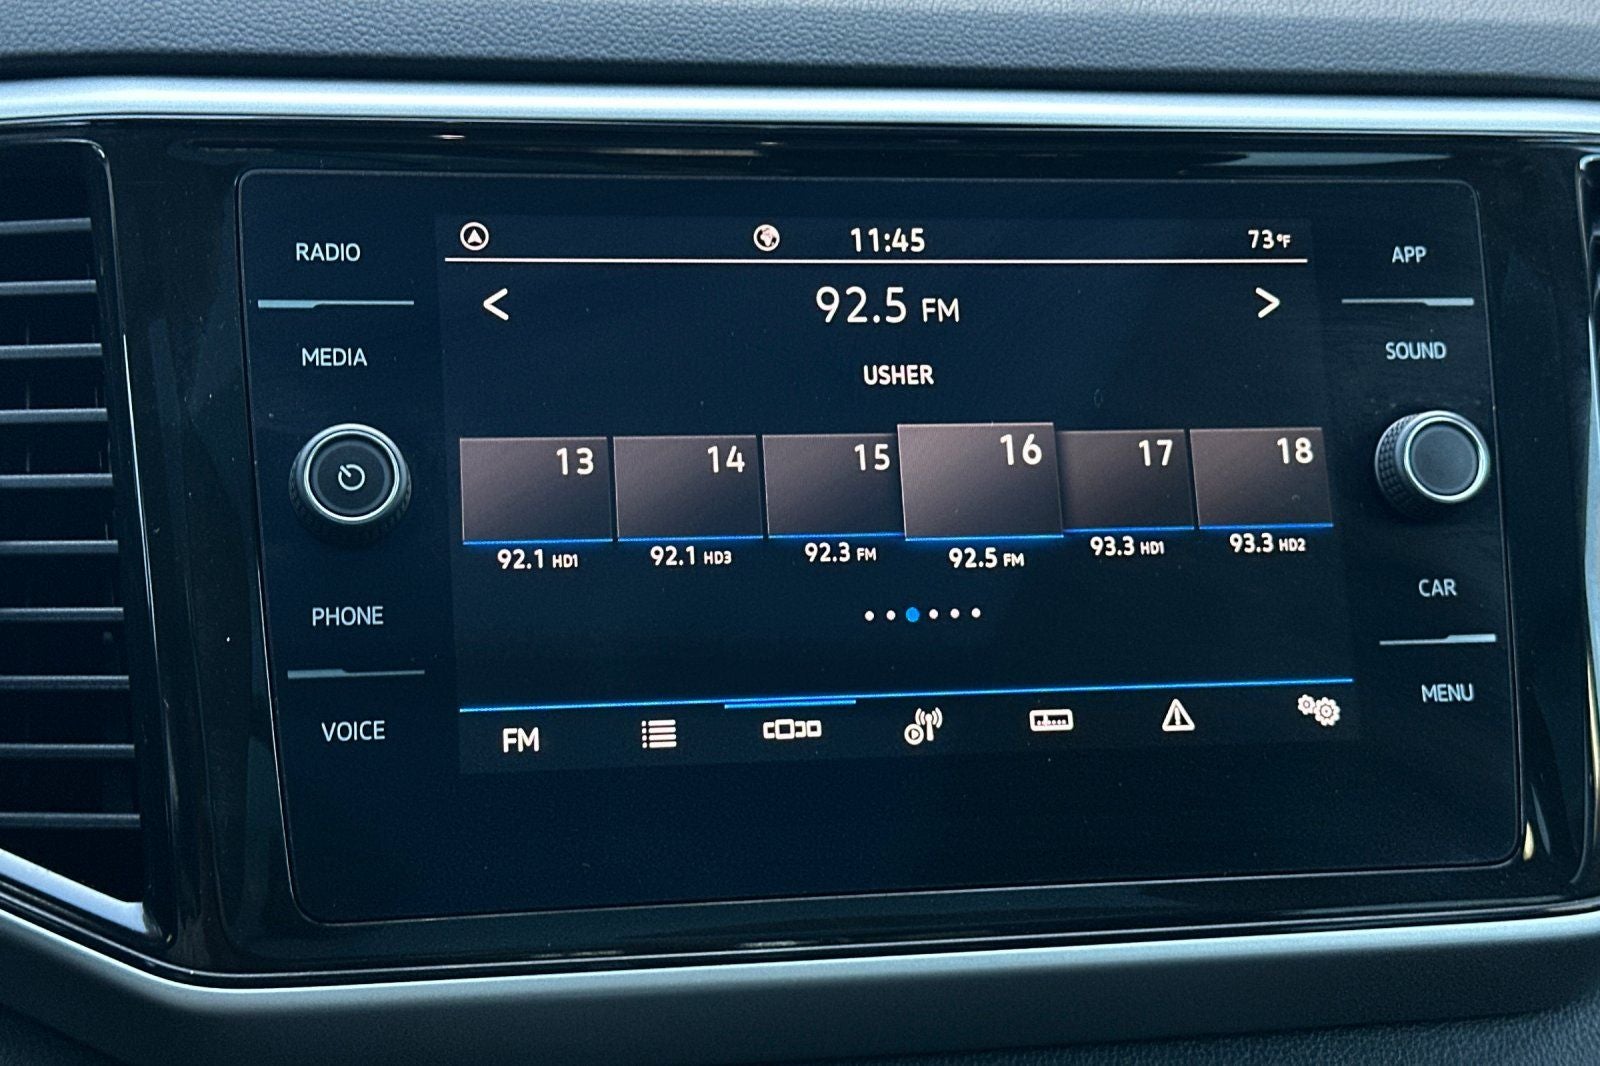 11:45
73°F
RADIO
APP
< 92.5 FM >
MEDIA
SOUND
USHER
13 14 15 16 17 18
92.1 HD1 92.1 HD3 92.3 FM 92.5 FM 93.3 HD1 93.3 HD2
PHONE
CAR
VOICE
FM
MENU